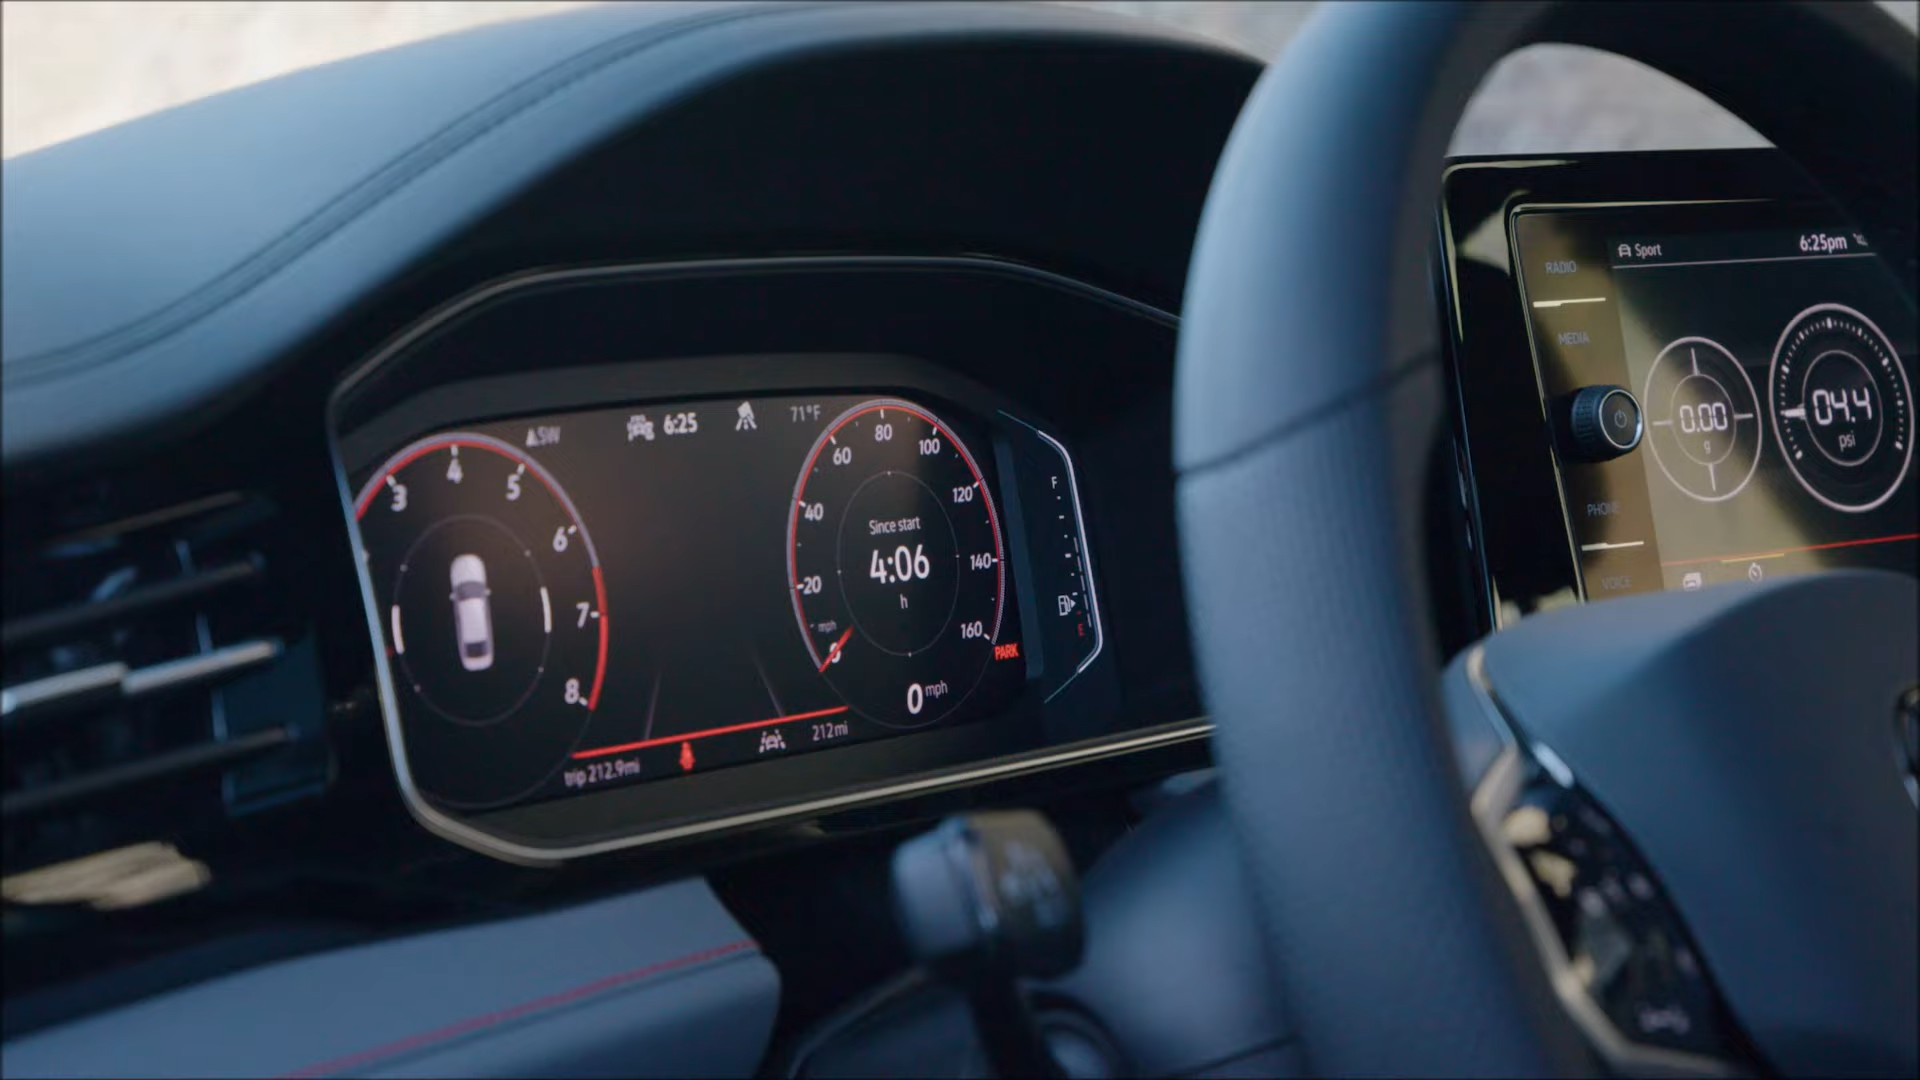 SW
6:25
71°F
3
4
5
6
7
8
20
40
60
80
100
120
140
160
mph
0
Since start
4:06
h
PARK
0 mph
trip 212.9mi
212mi
F
Sport
6:25pm
RADIO
MEDIA
PHONE
VOICE
0.00
g
04.4
psi